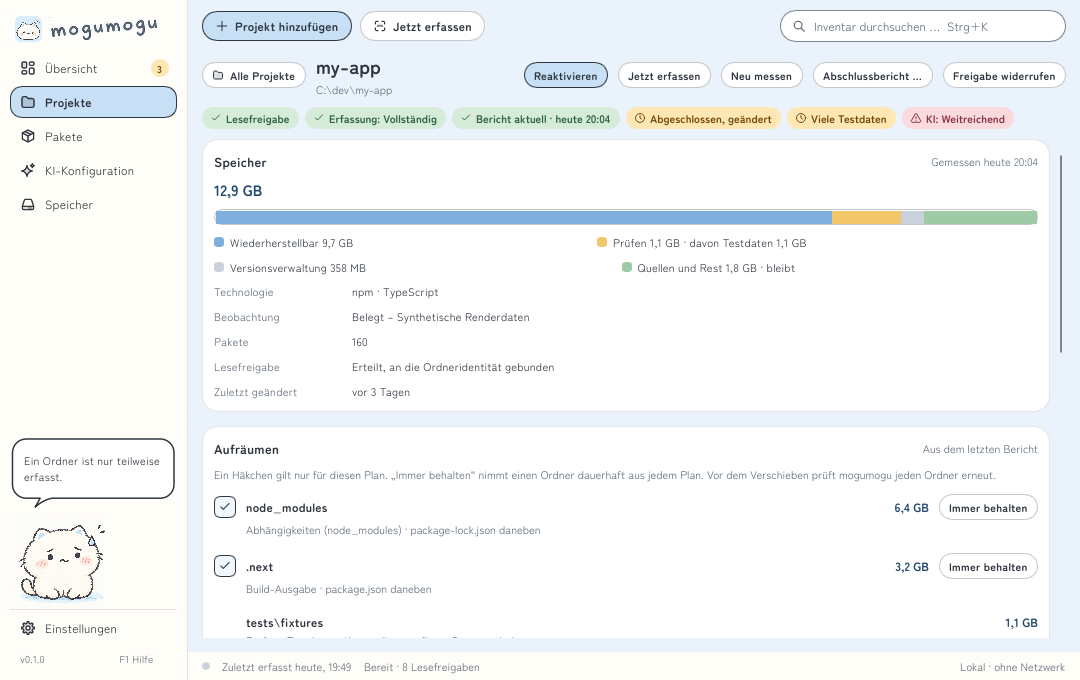 mogumogu
Übersicht 3
Projekte
Pakete
KI-Konfiguration
Speicher
Ein Ordner ist nur teilweise
erfasst.
Einstellungen
v0.1.0 F1 Hilfe
Projekt hinzufügen Jetzt erfassen Inventar durchsuchen ... Strg+K
Alle Projekte my-app Reaktivieren Jetzt erfassen Neu messen Abschlussbericht ... Freigabe widerrufen
C:\dev\my-app
Lesefreigabe Erfassung: Vollständig Bericht aktuell · heute 20:04 Abgeschlossen, geändert Viele Testdaten KI: Weitreichend
Speicher Gemessen heute 20:04
12,9 GB
Wiederherstellbar 9,7 GB Prüfen 1,1 GB · davon Testdaten 1,1 GB
Versionsverwaltung 358 MB Quellen und Rest 1,8 GB · bleibt
Technologie npm · TypeScript
Beobachtung Belegt – Synthetische Renderdaten
Pakete 160
Lesefreigabe Erteilt, an die Ordneridentität gebunden
Zuletzt geändert vor 3 Tagen
Aufräumen Aus dem letzten Bericht
Ein Häkchen gilt nur für diesen Plan. „Immer behalten“ nimmt einen Ordner dauerhaft aus jedem Plan. Vor dem Verschieben prüft mogumogu jeden Ordner erneut.
node_modules 6,4 GB Immer behalten
Abhängigkeiten (node_modules) · package-lock.json daneben
.next 3,2 GB Immer behalten
Build-Ausgabe · package.json daneben
tests\fixtures 1,1 GB
Zuletzt erfasst heute, 19:49 Bereit · 8 Lesefreigaben Lokal · ohne Netzwerk